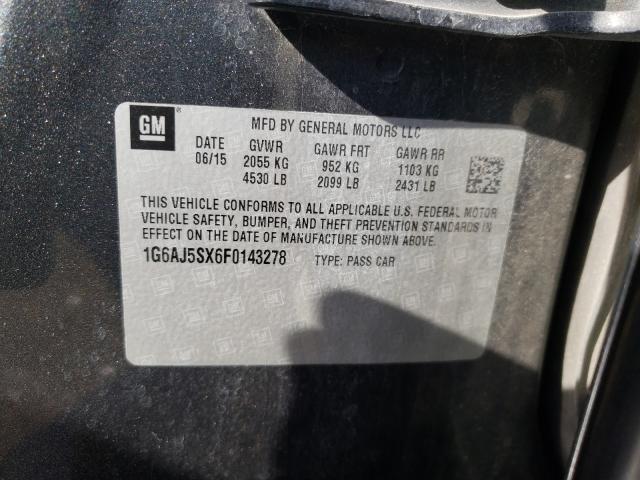 GM ®
MFD BY GENERAL MOTORS LLC
DATE GVWR GAWR FRT GAWR RR
06/15 2055 KG 952 KG 1103 KG
4530 LB 2099 LB 2431 LB
THIS VEHICLE CONFORMS TO ALL APPLICABLE U.S. FEDERAL MOTOR
VEHICLE SAFETY, BUMPER, AND THEFT PREVENTION STANDARDS
IN EFFECT ON THE DATE OF MANUFACTURE SHOWN ABOVE.
1G6AJ5SX6F0143278 TYPE: PASS CAR